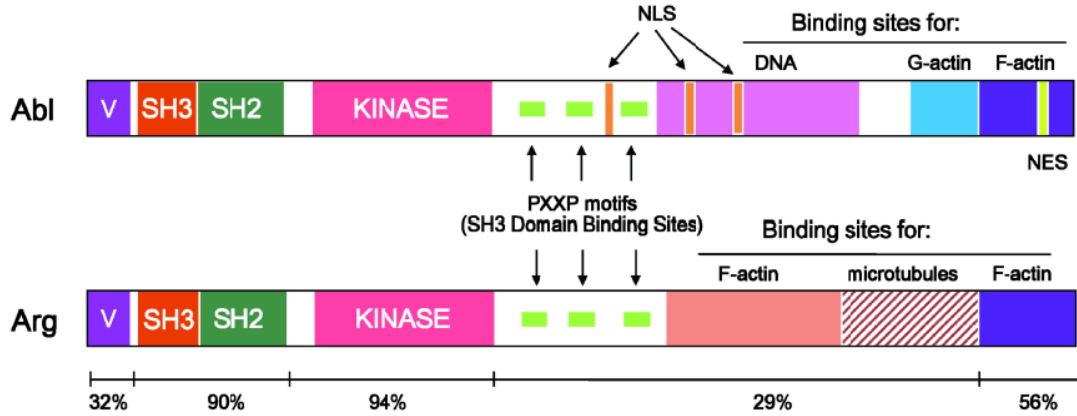 NLS
Binding sites for:
DNA
G-actin
F-actin
Abl
V
SH3
SH2
KINASE
NES
PXXP motifs
(SH3 Domain Binding Sites)
Binding sites for:
F-actin
microtubules
F-actin
Arg
V
SH3
SH2
KINASE
32%
90%
94%
29%
56%